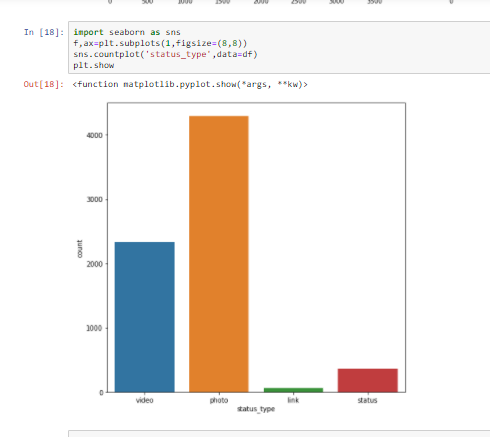 0 500 1000 1500 2000 2500 3000 3500 0
In [18]: import seaborn as sns
f,ax=plt.subplots(1,figsize=(8,8))
sns.countplot('status_type',data=df)
plt.show
Out[18]: <function matplotlib.pyplot.show(*args, **kw)>
4000
3000
2000
1000
0
count
video photo link status
status_type